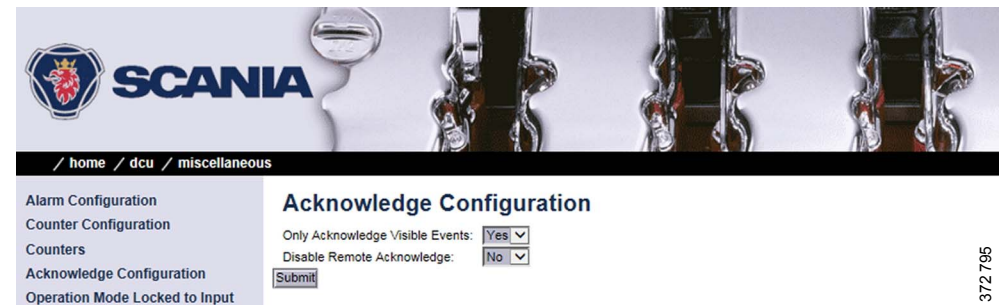 SCANIA
/ home / dcu / miscellaneous
Alarm Configuration
Counter Configuration
Counters
Acknowledge Configuration
Operation Mode Locked to Input
Acknowledge Configuration
Only Acknowledge Visible Events: Yes
Disable Remote Acknowledge: No
Submit
372 795